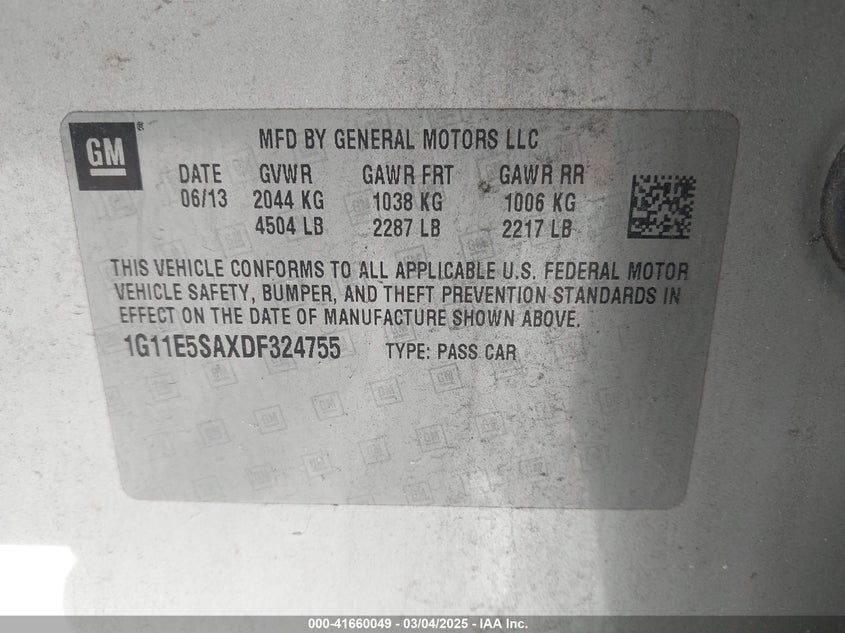 GM
MFD BY GENERAL MOTORS LLC
DATE GVWR GAWR FRT GAWR RR
06/13 2044 KG 1038 KG 1006 KG
4504 LB 2287 LB 2217 LB
THIS VEHICLE CONFORMS TO ALL APPLICABLE U.S. FEDERAL MOTOR
VEHICLE SAFETY, BUMPER, AND THEFT PREVENTION STANDARDS IN
EFFECT ON THE DATE OF MANUFACTURE SHOWN ABOVE.
1G11E5SAXDF324755 TYPE: PASS CAR
000-41660049 - 03/04/2025 - IAA Inc.